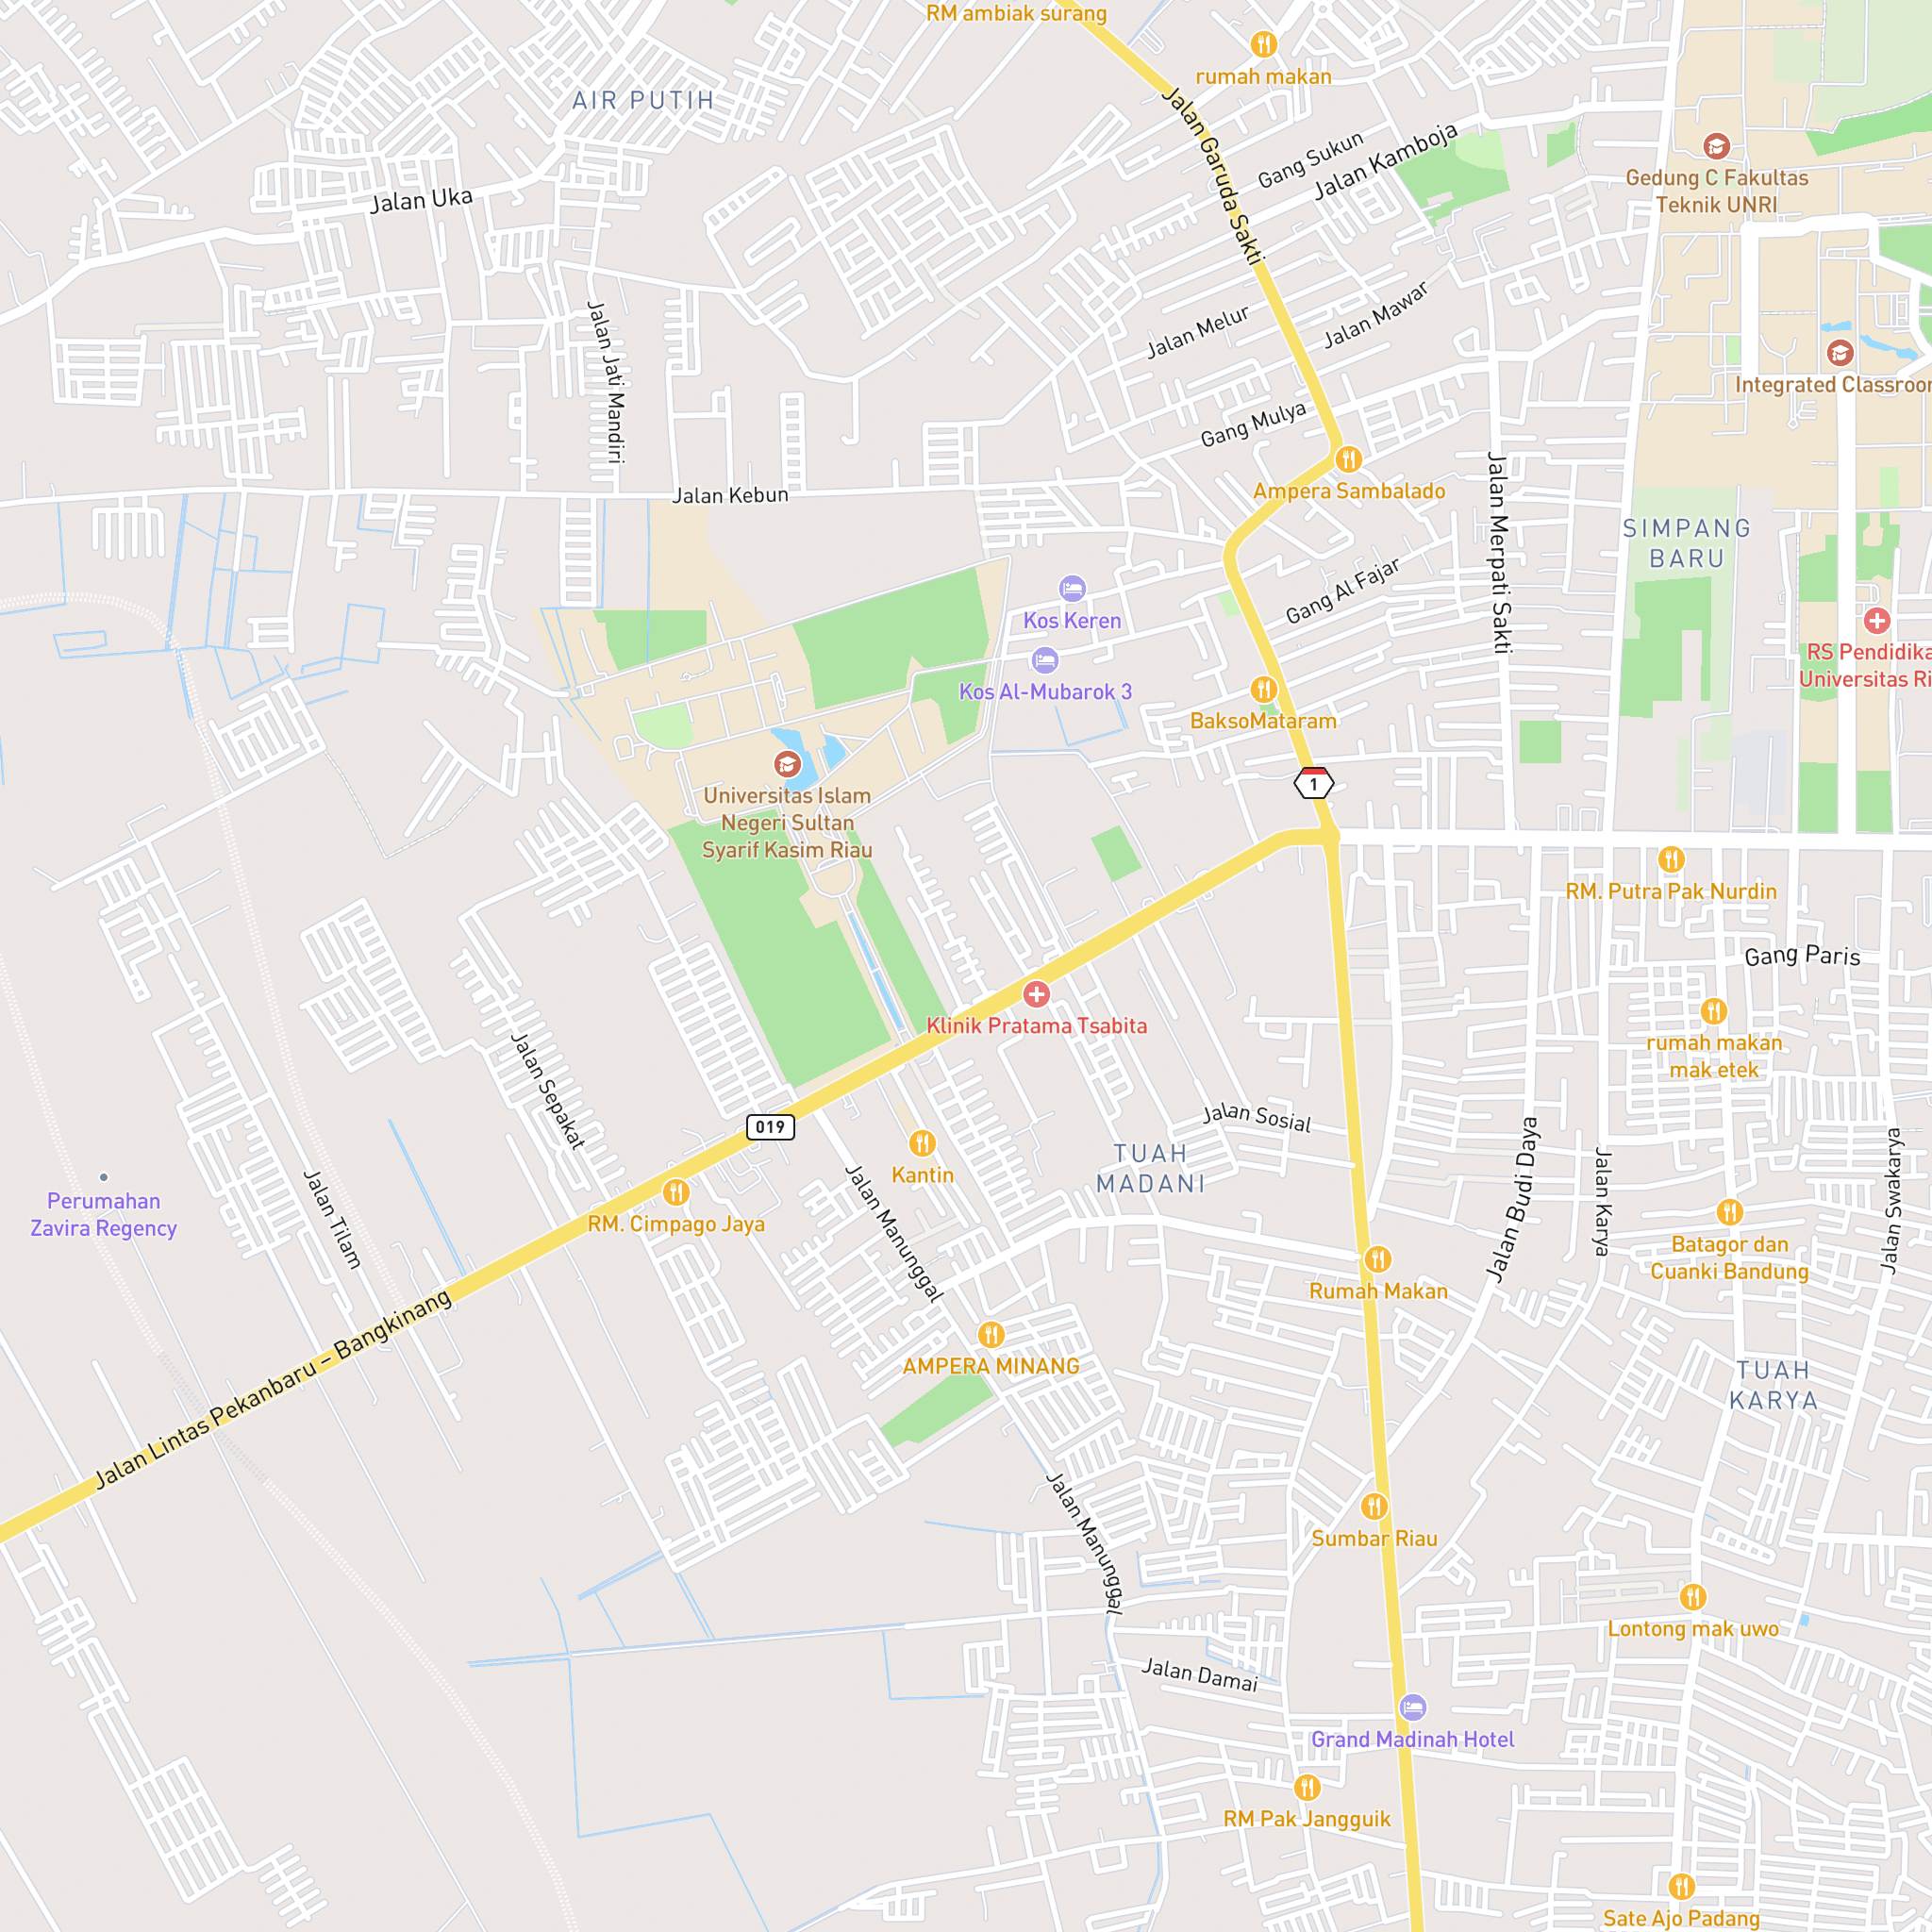 RM ambiak surang
rumah makan
AIR PUTIH
Jalan Garuda Sakti
Gang Sukun
Jalan Kamboja
Gedung C Fakultas
Teknik UNRI
Jalan Uka
Jalan Jati Mandiri
Jalan Melur
Jalan Mawar
Integrated Classroor
Gang Mulya
Ampera Sambalado
Jalan Kebun
Jalan Merpati Sakti
SIMPANG
BARU
Gang Al Fajar
Kos Keren
Kos Al-Mubarok 3
RS Pendidika
Universitas Ri
BaksoMataram
1
Universitas Islam
Negeri Sultan
Syarif Kasim Riau
RM. Putra Pak Nurdin
Gang Paris
Klinik Pratama Tsabita
rumah makan
mak etek
Jalan Sepakat
019
Jalan Sosial
Kantin
TUAH
MADANI
Jalan Budi Daya
Jalan Karya
Jalan Swakarya
Perumahan
Zavira Regency
Jalan Tilam
RM. Cimpago Jaya
Jalan Manunggal
Batagor dan
Cuanki Bandung
Rumah Makan
Jalan Lintas Pekanbaru – Bangkinang
AMPERA MINANG
TUAH
KARYA
Jalan Manunggal
Sumbar Riau
Lontong mak uwo
Jalan Damai
Grand Madinah Hotel
RM Pak Jangguik
Sate Ajo Padang